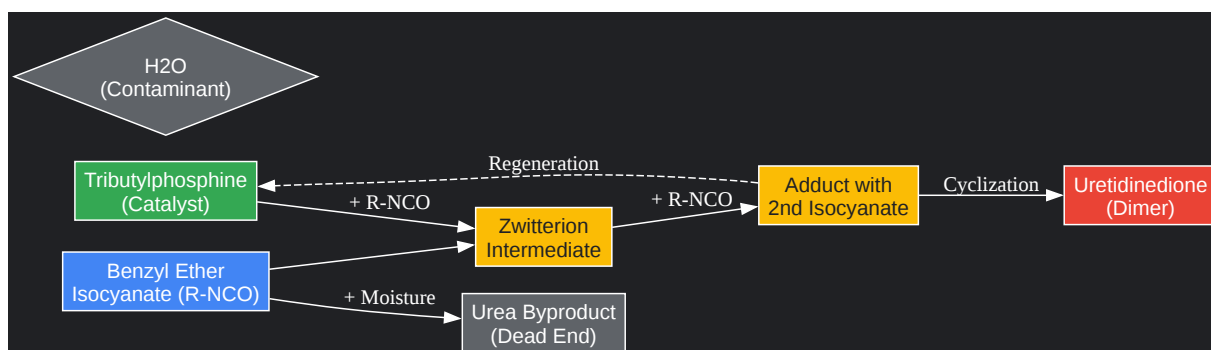 H2O
(Contaminant)
Regeneration
Tributylphosphine
(Catalyst)
+ R-NCO
+ R-NCO
Adduct with
2nd Isocyanate
Cyclization
Uretidinedione
(Dimer)
Zwitterion
Intermediate
Benzyl Ether
Isocyanate (R-NCO)
+ Moisture
Urea Byproduct
(Dead End)